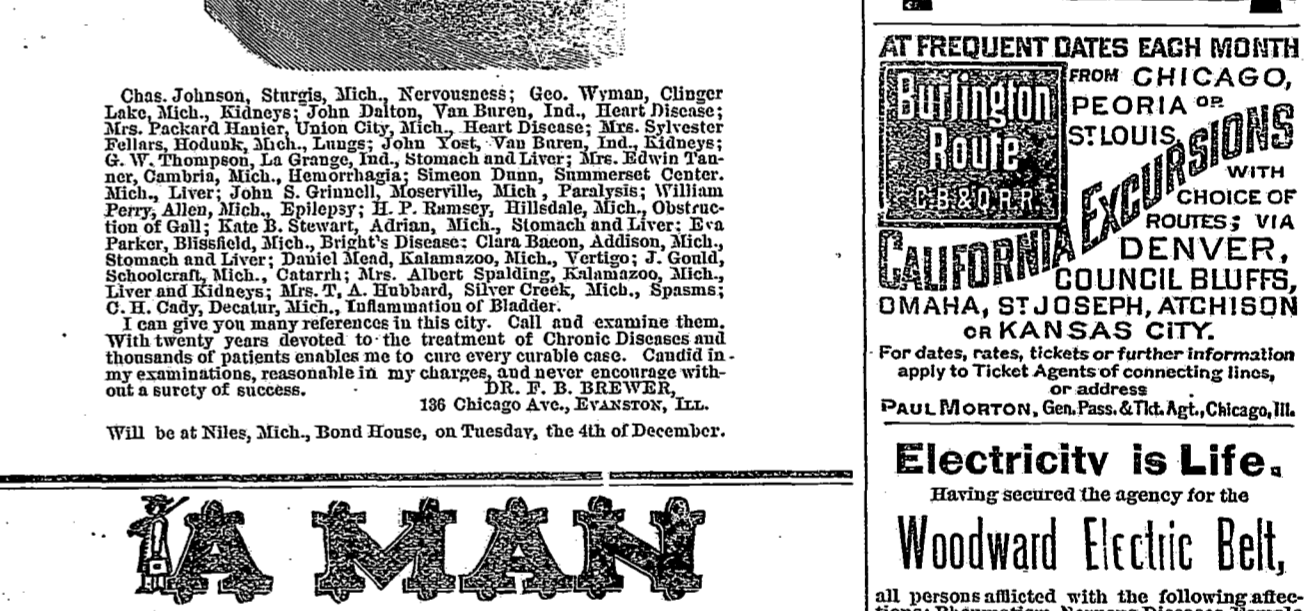 Chas. Johnson, Sturgis, Mich., Nervousness; Geo. Wyman, Clinger
Lake, Mich., Kidneys; John Dalton, Van Buren, Ind., Heart Disease;
Mrs. Packard Hanier, Union City, Mich., Heart Disease; Mrs. Sylvester
Fellars, Hodunk, Mich., Lungs; John Yost, Van Buren, Ind., Kidneys;
G. W. Thompson, La Grange, Ind., Stomach and Liver; Mrs. Edwin Tan-
ner, Cambria, Mich., Hemorrhagia; Simeon Dunn, Summerset Center.
Mich., Liver; John S. Grinnell, Moserville, Mich, Paralysis; William
Perry, Allen, Mich., Epilepsy; H. P. Ramsey, Hillsdale, Mich., Obstruc-
tion of Gall; Kate B. Stewart, Adrian, Mich., Stomach and Liver; Eva
Parker, Blissfield, Mich., Bright's Disease: Clara Bacon, Addison, Mich.,
Stomach and Liver; Daniel Mead, Kalamazoo, Mich., Vertigo; J. Gould,
Schoolcraft, Mich., Catarrh; Mrs. Albert Spalding, Kalamazoo, Mich.,
Liver and Kidneys; Mrs. T, A. Hubbard, Silver Creek, Mich., Spasms;
C. H. Cady, Decatur, Mich., Inflammation of Bladder.
I can give you many references in this city. Call and examine them.
With twenty years devoted to the treatment of Chronic Diseases and
thousands of patients enables me to cure every curable case. Candid in
my examinations, reasonable in my charges, and never encourage with-
out a surety of success. DR. F. B. BREWER,
136 Chicago Ave., EVANSTON, ILL.
Will be at Niles, Mich., Bond House, on Tuesday, the 4th of December.
A MAN
AT FREQUENT DATES EACH MONTH
Burlington
Route
C.B.&Q.R.R.
FROM CHICAGO,
PEORIA OR
ST. LOUIS,
CALIFORNIA EXCURSIONS
WITH
CHOICE OF
ROUTES; VIA
DENVER,
COUNCIL BLUFFS,
OMAHA, ST JOSEPH, ATCHISON
OR KANSAS CITY.
For dates, rates, tickets or further information
apply to Ticket Agents of connecting lines,
or address
PAUL MORTON, Gen. Pass. & Tkt. Agt., Chicago, Ill.
Electricity is Life.
Having secured the agency for the
Woodward Electric Belt,
all persons afflicted with the following affec-